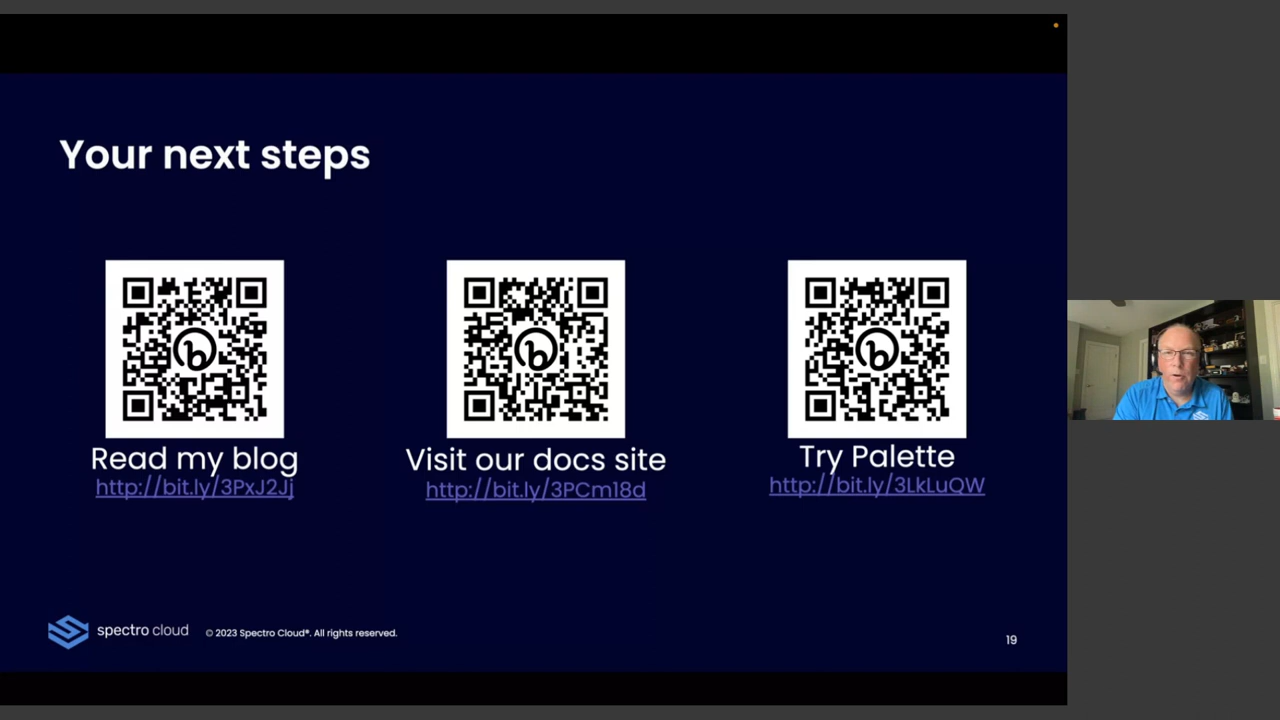 Your next steps
Read my blog
http://bit.ly/3PxJ2Jj
Visit our docs site
http://bit.ly/3PCm18d
Try Palette
http://bit.ly/3LkLuQW
spectro cloud
© 2023 Spectro Cloud®. All rights reserved.
19